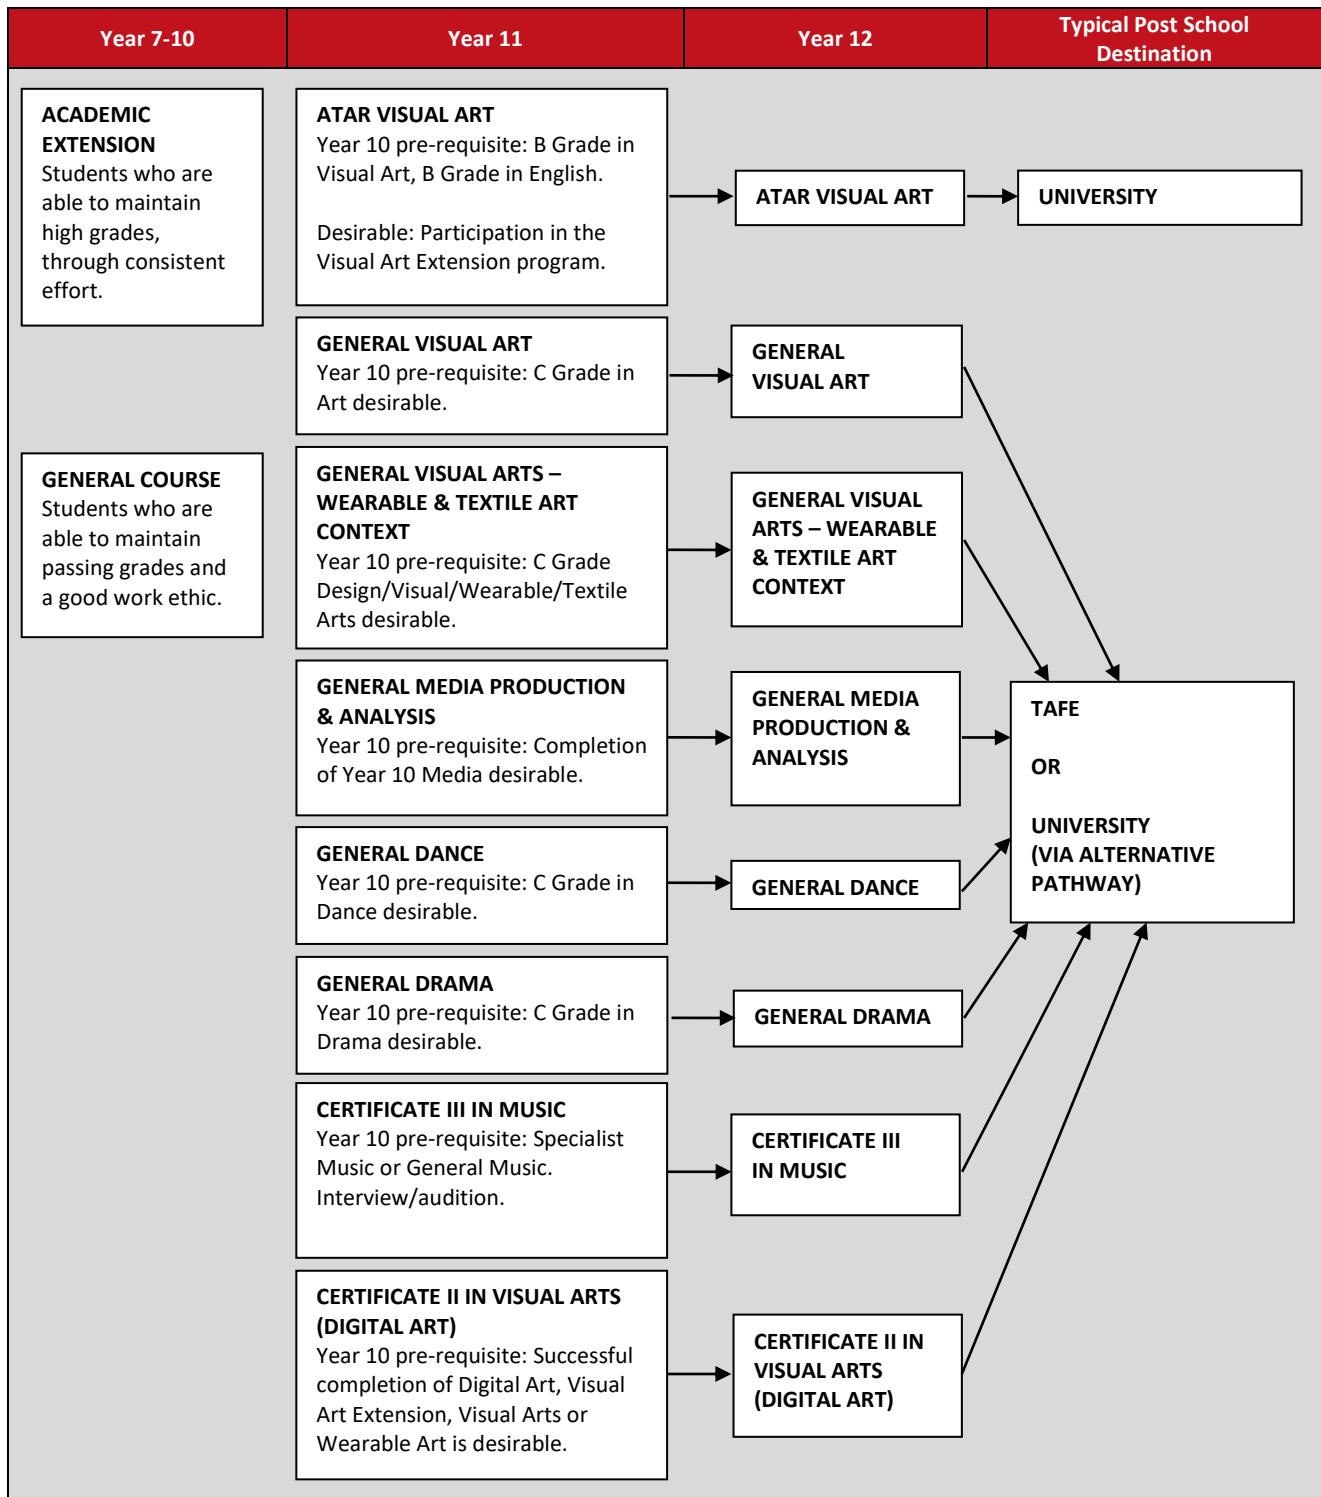 Year 7-10
Year 11
Year 12
Typical Post School
Destination
ACADEMIC
EXTENSION
Students who are
able to maintain
high grades,
through consistent
effort.
GENERAL COURSE
Students who are
able to maintain
passing grades and
a good work ethic.
ATAR VISUAL ART
Year 10 pre-requisite: B Grade in
Visual Art, B Grade in English.
Desirable: Participation in the
Visual Art Extension program.
ATAR VISUAL ART
UNIVERSITY
GENERAL VISUAL ART
Year 10 pre-requisite: C Grade in
Art desirable.
GENERAL
VISUAL ART
GENERAL VISUAL ARTS –
WEARABLE & TEXTILE ART
CONTEXT
Year 10 pre-requisite: C Grade
Design/Visual/Wearable/Textile
Arts desirable.
GENERAL VISUAL
ARTS – WEARABLE
& TEXTILE ART
CONTEXT
GENERAL MEDIA PRODUCTION
& ANALYSIS
Year 10 pre-requisite: Completion
of Year 10 Media desirable.
GENERAL MEDIA
PRODUCTION &
ANALYSIS
TAFE
OR
UNIVERSITY
(VIA ALTERNATIVE
PATHWAY)
GENERAL DANCE
Year 10 pre-requisite: C Grade in
Dance desirable.
GENERAL DANCE
GENERAL DRAMA
Year 10 pre-requisite: C Grade in
Drama desirable.
GENERAL DRAMA
CERTIFICATE III IN MUSIC
Year 10 pre-requisite: Specialist
Music or General Music.
Interview/audition.
CERTIFICATE III
IN MUSIC
CERTIFICATE II IN VISUAL ARTS
(DIGITAL ART)
Year 10 pre-requisite: Successful
completion of Digital Art, Visual
Art Extension, Visual Arts or
Wearable Art is desirable.
CERTIFICATE II IN
VISUAL ARTS
(DIGITAL ART)